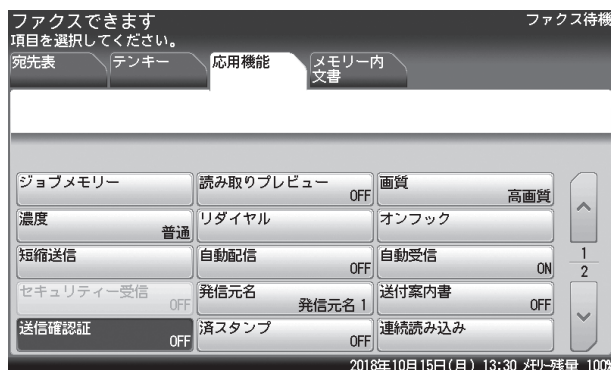 ファクスできます
ファクス待機
項目を選択してください。
宛先表
テンキー
応用機能
メモリー内
文書
ジョブメモリー
読み取りプレビュー
OFF
画質
高画質
濃度
普通
リダイヤル
オンフック
短縮送信
自動配信
OFF
自動受信
ON
1
2
セキュリティー受信
OFF
発信元名
発信元名 1
送付案内書
OFF
送信確認証
OFF
済スタンプ
OFF
連続読み込み
2018年10月15日(月) 13:30 メモリー残量 100%